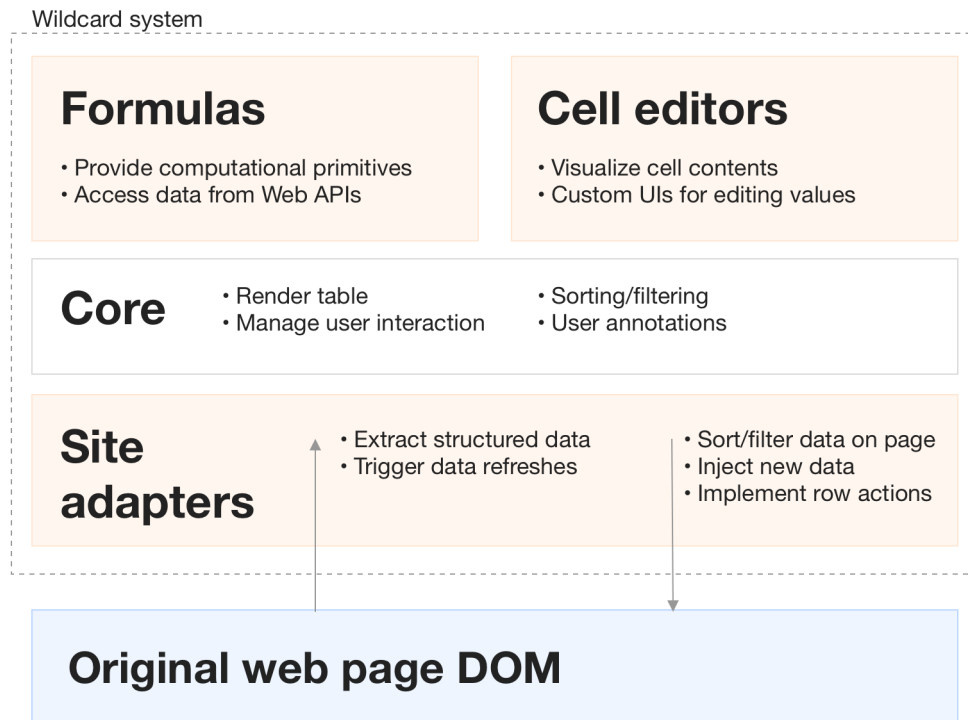 Wildcard system
Formulas
• Provide computational primitives
• Access data from Web APIs
Cell editors
• Visualize cell contents
• Custom UIs for editing values
Core
• Render table
• Manage user interaction
• Sorting/filtering
• User annotations
Site
adapters
• Extract structured data
• Trigger data refreshes
• Sort/filter data on page
• Inject new data
• Implement row actions
Original web page DOM